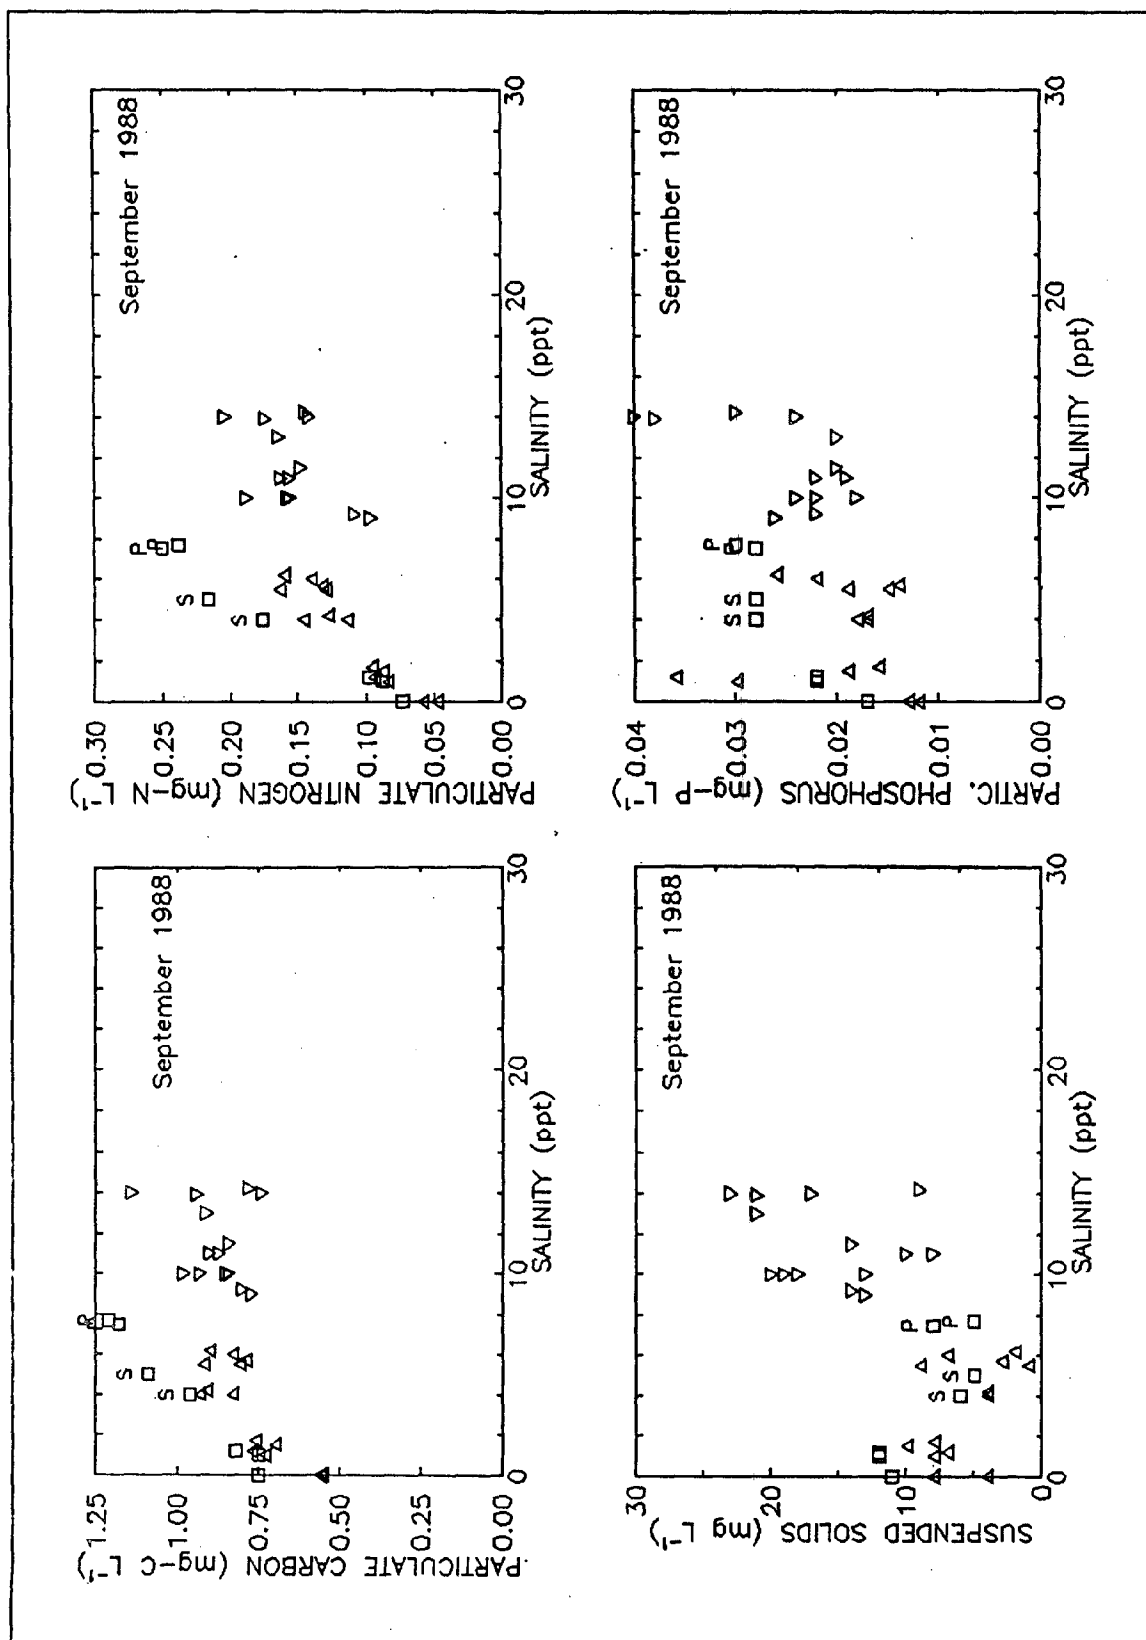 PARTICULATE CARBON (mg-C L⁻¹)
1.25
1.00
0.75
0.50
0.25
0.00
September 1988
S
S
P
P
0
10
20
30
SALINITY (ppt)
PARTICULATE NITROGEN (mg-N L⁻¹)
0.30
0.25
0.20
0.15
0.10
0.05
0.00
September 1988
S
S
P
P
0
10
20
30
SALINITY (ppt)
SUSPENDED SOLIDS (mg L⁻¹)
30
20
10
0
September 1988
S
S
P
P
0
10
20
30
SALINITY (ppt)
PARTIC. PHOSPHORUS (mg-P L⁻¹)
0.04
0.03
0.02
0.01
0.00
September 1988
S
S
P
P
0
10
20
30
SALINITY (ppt)